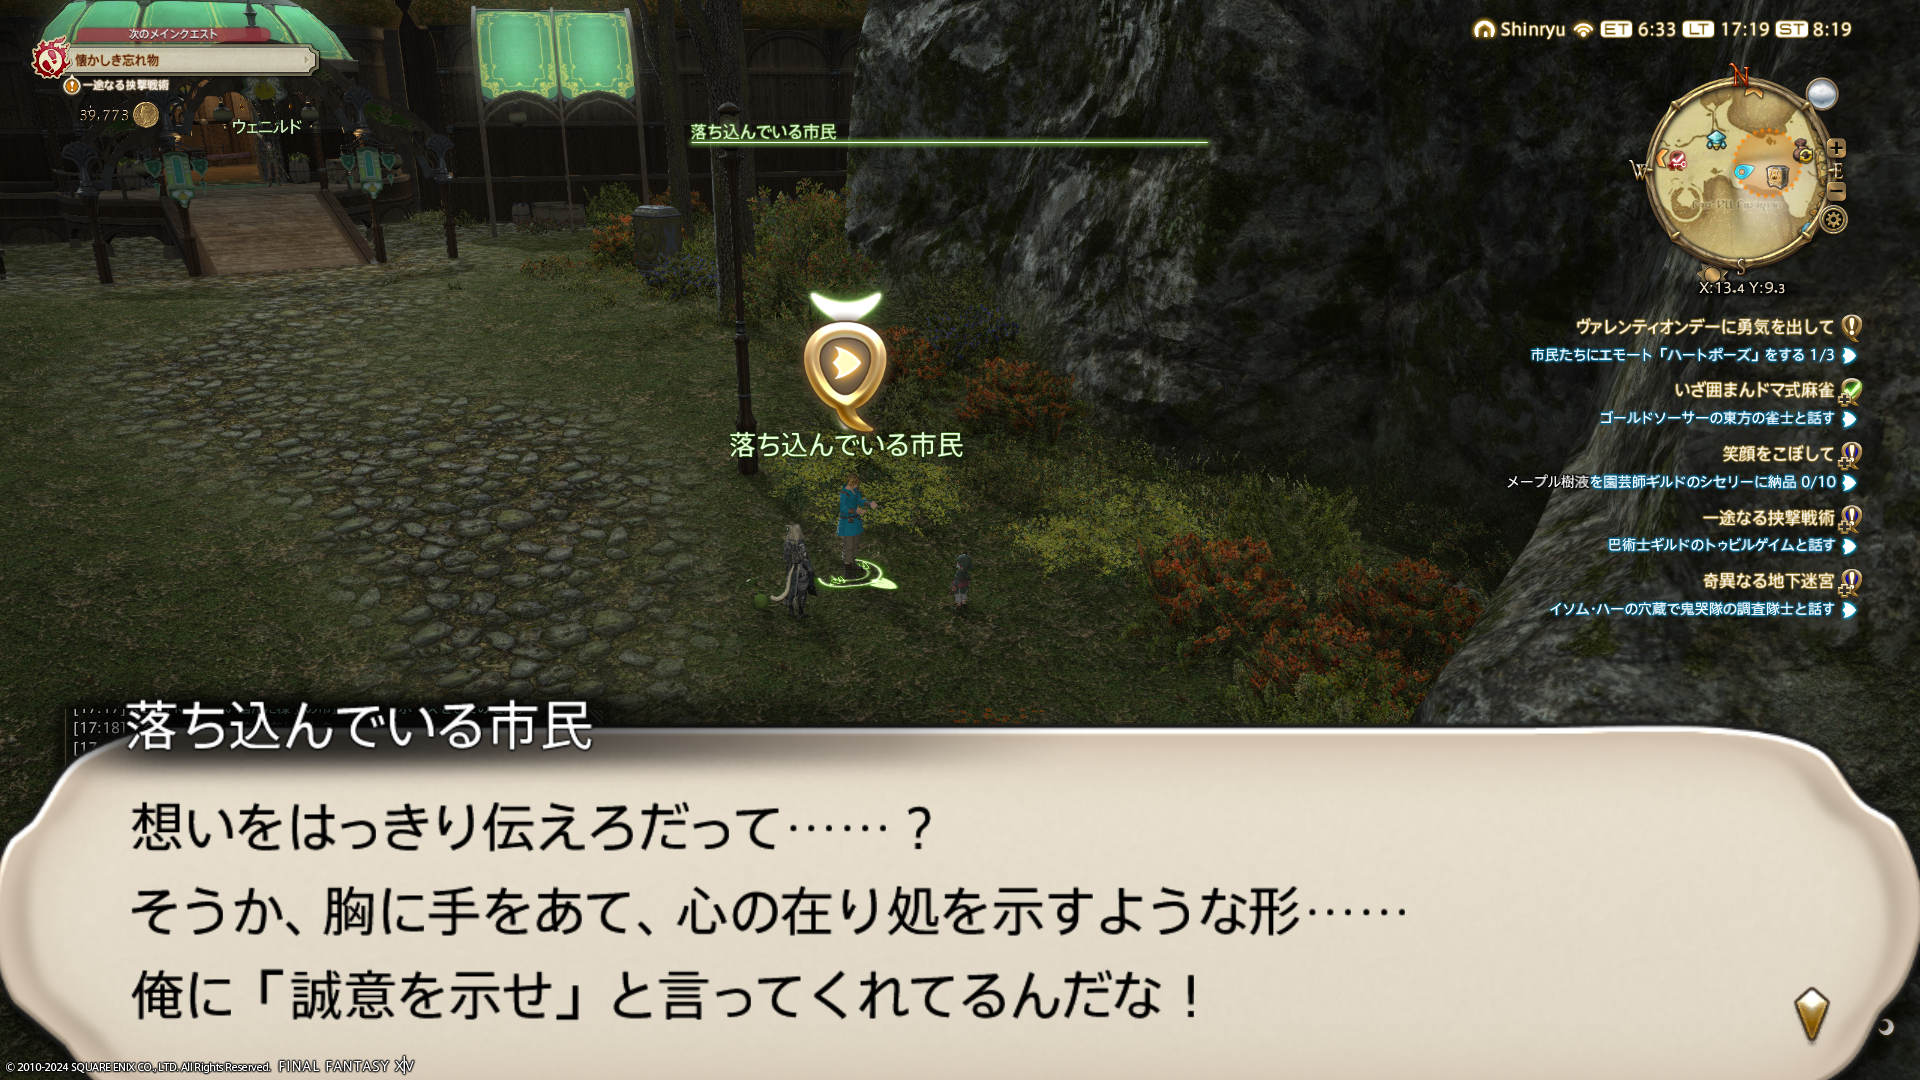 次のメインクエスト
懐かしき忘れ物
一途なる挟撃戦術
39,773
ウェニルド
落ち込んでいる市民
Shinryu ET 6:33 LT 17:19 ST 8:19
N
W
E
S
X:13.4 Y:9.3
ヴァレンティオンデーに勇気を出して
市民たちにエモート「ハートポーズ」をする 1/3
いざ囲まんドマ式麻雀
ゴールドソーサーの東方の雀士と話す
笑顔をこぼして
メープル樹液を園芸師ギルドのシセリーに納品 0/10
一途なる挟撃戦術
巴術士ギルドのトゥビルゲイムと話す
奇異なる地下迷宮
イソム・ハーの穴蔵で鬼哭隊の調査隊士と話す
落ち込んでいる市民
[17:18]
落ち込んでいる市民
想いをはっきり伝えろだって……？
そうか、胸に手をあて、心の在り処を示すような形……
俺に「誠意を示せ」と言ってくれてるんだな！
© 2010-2024 SQUARE ENIX CO., LTD. All Rights Reserved. FINAL FANTASY XIV